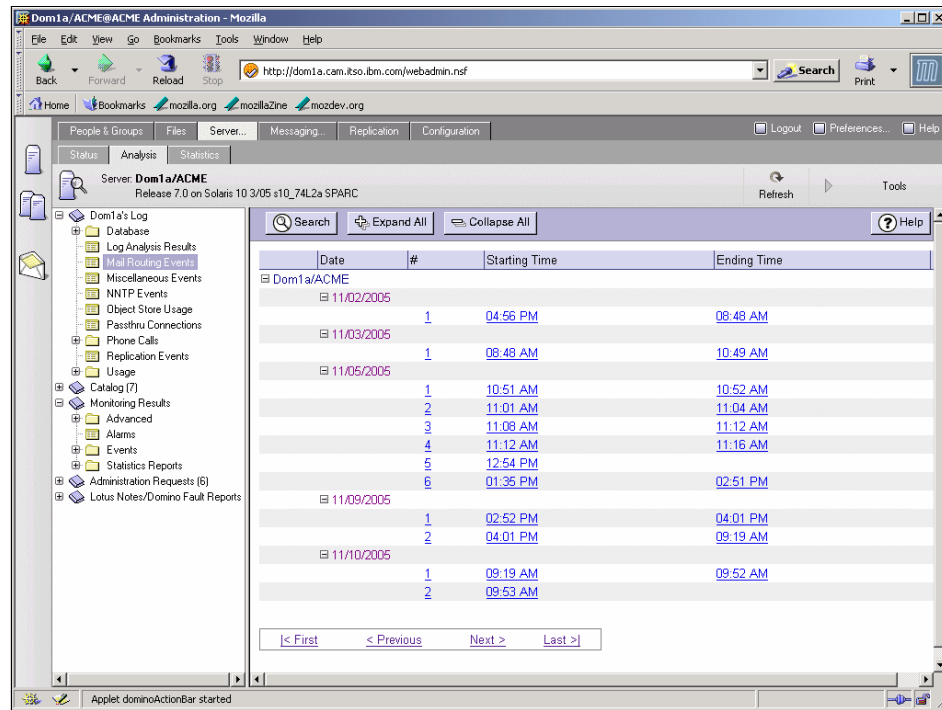 Dom1a/ACME@ACME Administration - Mozilla
File Edit View Go Bookmarks Tools Window Help
Back Forward Reload Stop http://dom1a.cam.itso.ibm.com/webadmin.nsf Search Print
Home Bookmarks mozilla.org mozillaZine mozdev.org
People & Groups Files Server... Messaging... Replication Configuration Logout Preferences... Help
Status Analysis Statistics
Server: Dom1a/ACME
Release 7.0 on Solaris 10 3/05 s10_74L2a SPARC
Refresh Tools
Dom1a's Log
Database
Log Analysis Results
Mail Routing Events
Miscellaneous Events
NNTP Events
Object Store Usage
Passthru Connections
Phone Calls
Replication Events
Usage
Catalog (7)
Monitoring Results
Advanced
Alarms
Events
Statistics Reports
Administration Requests (6)
Lotus Notes/Domino Fault Reports
Search Expand All Collapse All Help
Date # Starting Time Ending Time
Dom1a/ACME
11/02/2005
1 04:56 PM 08:48 AM
11/03/2005
1 08:48 AM 10:49 AM
11/05/2005
1 10:51 AM 10:52 AM
2 11:01 AM 11:04 AM
3 11:08 AM 11:12 AM
4 11:12 AM 11:16 AM
5 12:54 PM
6 01:35 PM 02:51 PM
11/09/2005
1 02:52 PM 04:01 PM
2 04:01 PM 09:19 AM
11/10/2005
1 09:19 AM 09:52 AM
2 09:53 AM
|< First < Previous Next > Last >|
Applet dominoActionBar started